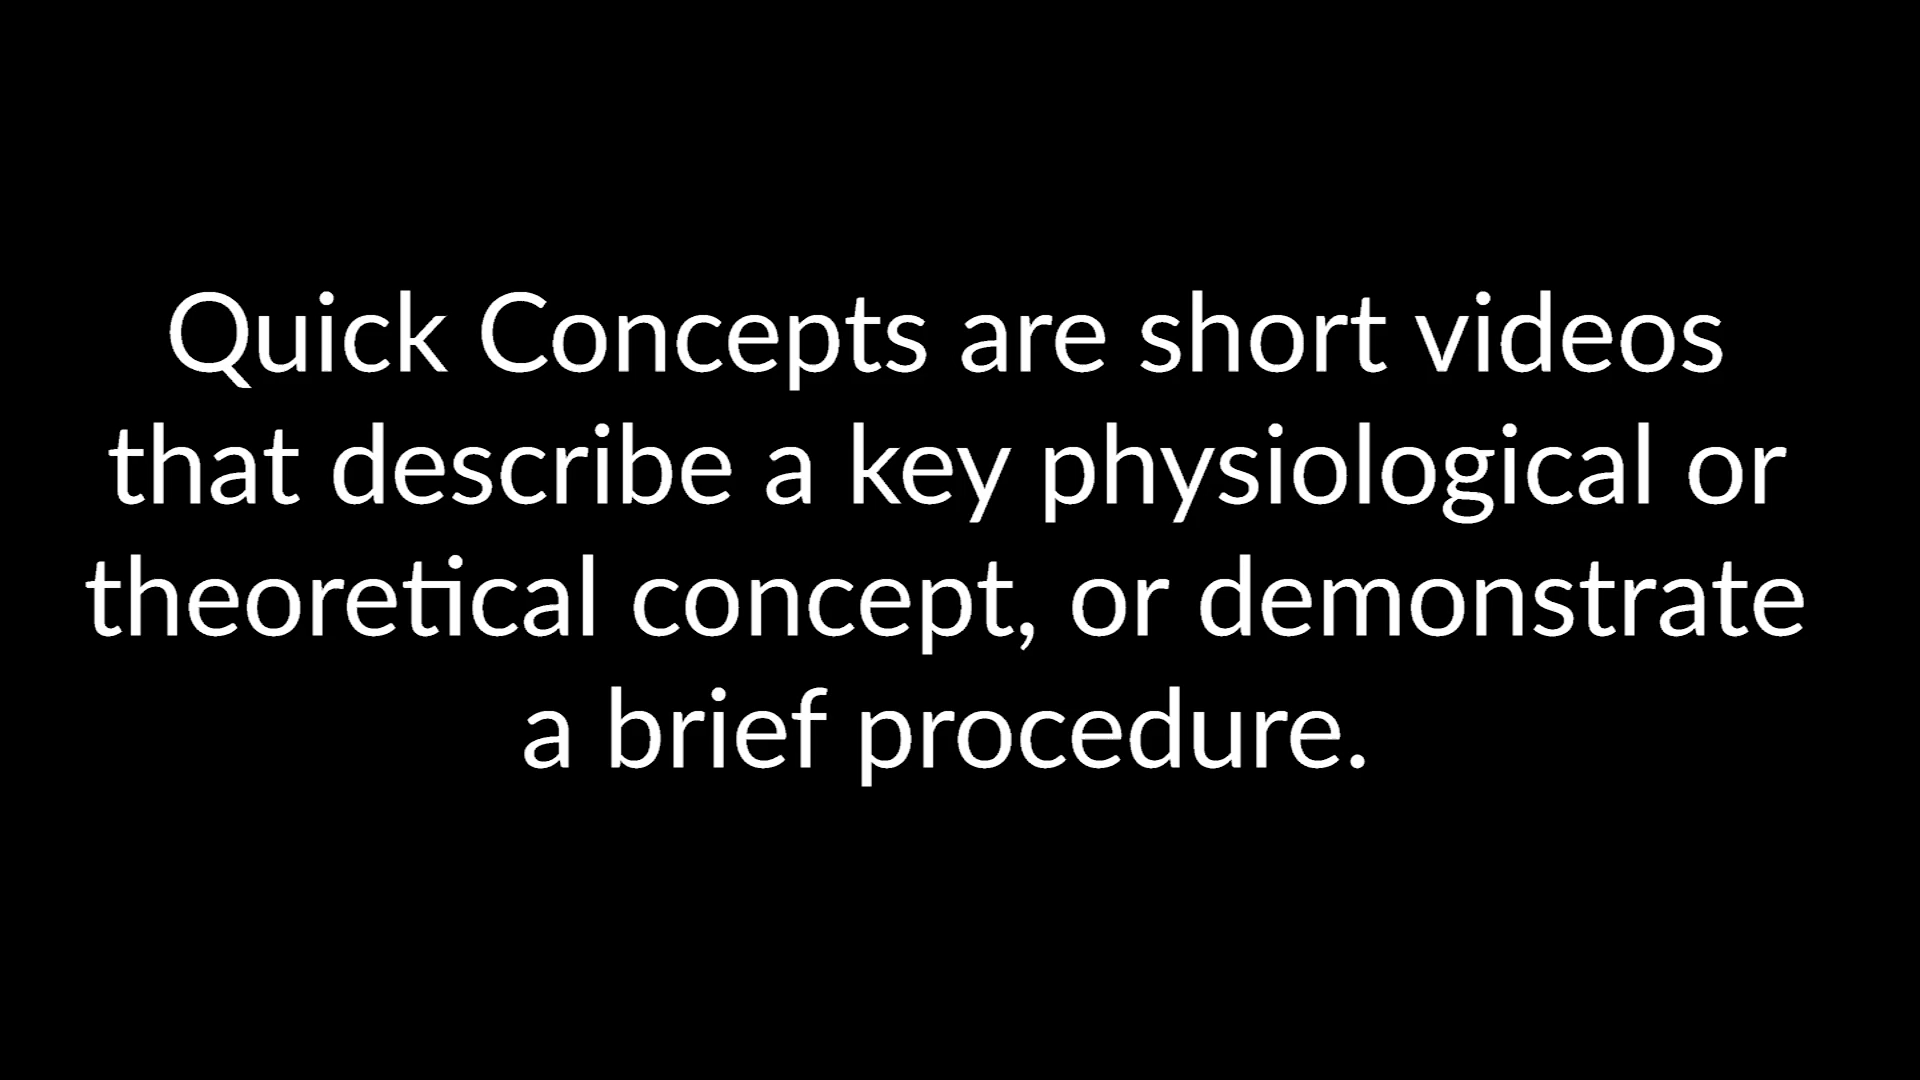 Quick Concepts are short videos
that describe a key physiological or
theoretical concept, or demonstrate
a brief procedure.